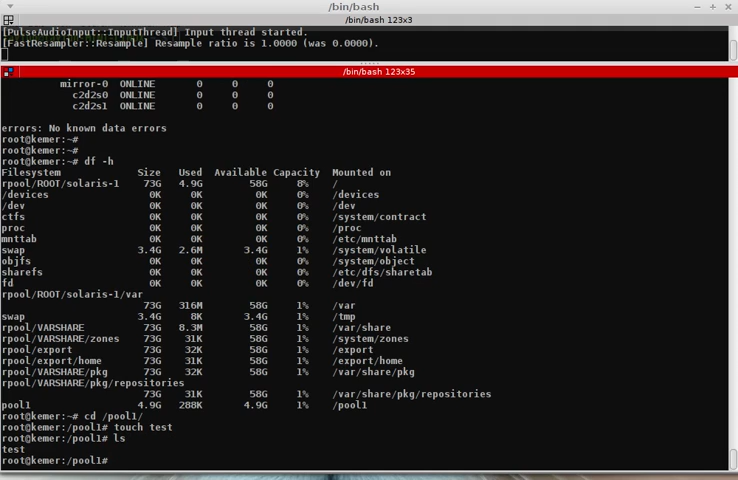 /bin/bash
/bin/bash 123x3
[PulseAudioInput::InputThread] Input thread started.
[FastResampler::Resample] Resample ratio is 1.0000 (was 0.0000).
/bin/bash 123x35
mirror-0  ONLINE       0     0     0
c2d2s0  ONLINE       0     0     0
c2d2s1  ONLINE       0     0     0
errors: No known data errors
root@kemer:~#
root@kemer:~#
root@kemer:~# df -h
Filesystem             Size   Used  Available Capacity  Mounted on
rpool/ROOT/solaris-1    73G   4.9G        58G     8%    /
/devices                 0K     0K         0K     0%    /devices
/dev                     0K     0K         0K     0%    /dev
ctfs                     0K     0K         0K     0%    /system/contract
proc                     0K     0K         0K     0%    /proc
mnttab                   0K     0K         0K     0%    /etc/mnttab
swap                   3.4G   2.6M       3.4G     1%    /system/volatile
objfs                    0K     0K         0K     0%    /system/object
sharefs                  0K     0K         0K     0%    /etc/dfs/sharetab
fd                       0K     0K         0K     0%    /dev/fd
rpool/ROOT/solaris-1/var
73G   316M        58G     1%    /var
swap                   3.4G     8K       3.4G     1%    /tmp
rpool/VARSHARE          73G   8.3M        58G     1%    /var/share
rpool/VARSHARE/zones    73G    31K        58G     1%    /system/zones
rpool/export            73G    32K        58G     1%    /export
rpool/export/home       73G    31K        58G     1%    /export/home
rpool/VARSHARE/pkg      73G    32K        58G     1%    /var/share/pkg
rpool/VARSHARE/pkg/repositories
73G    31K        58G     1%    /var/share/pkg/repositories
pool1                  4.9G   288K       4.9G     1%    /pool1
root@kemer:~# cd /pool1/
root@kemer:/pool1# touch test
root@kemer:/pool1# ls
test
root@kemer:/pool1#